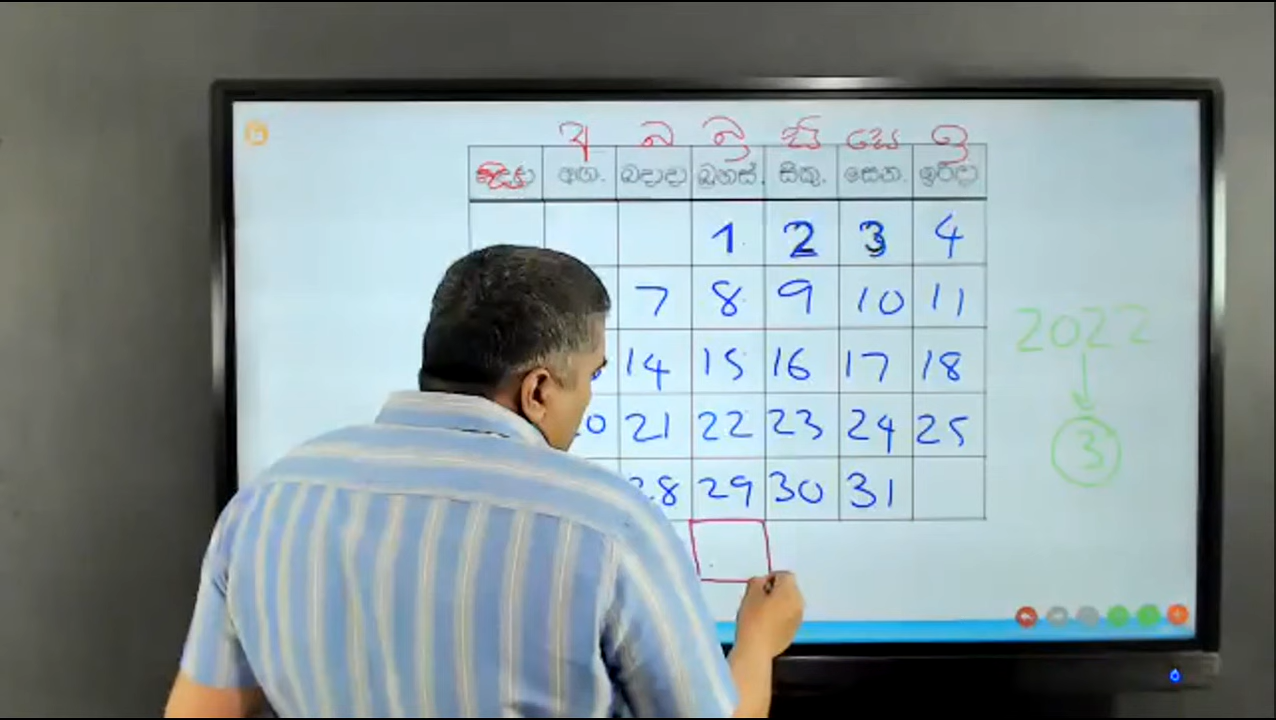 අ බ බ්‍ර සි සෙ ඉ
අඟ. බදාදා බ්‍රහස්. සිකු. සෙන. ඉරිදා
1 2 3 4
7 8 9 10 11
14 15 16 17 18
21 22 23 24 25
29 30 31
2022
3